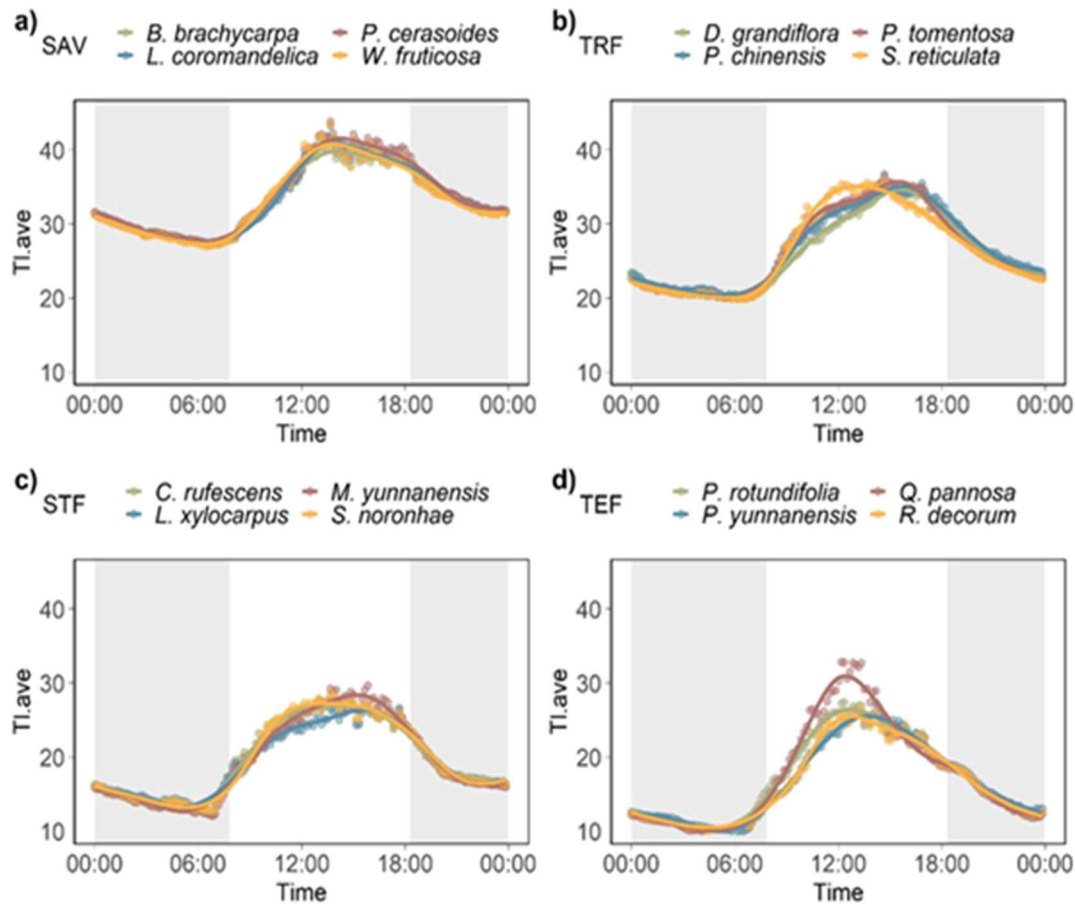 a) SAV B. brachycarpa P. cerasoides
L. coromandelica W. fruticosa
40
30
20
10
Tl.ave
00:00 06:00 12:00 18:00 00:00
Time
b) TRF D. grandiflora P. tomentosa
P. chinensis S. reticulata
40
30
20
10
Tl.ave
00:00 06:00 12:00 18:00 00:00
Time
c) STF C. rufescens M. yunnanensis
L. xylocarpus S. noronhae
40
30
20
10
Tl.ave
00:00 06:00 12:00 18:00 00:00
Time
d) TEF P. rotundifolia Q. pannosa
P. yunnanensis R. decorum
40
30
20
10
Tl.ave
00:00 06:00 12:00 18:00 00:00
Time